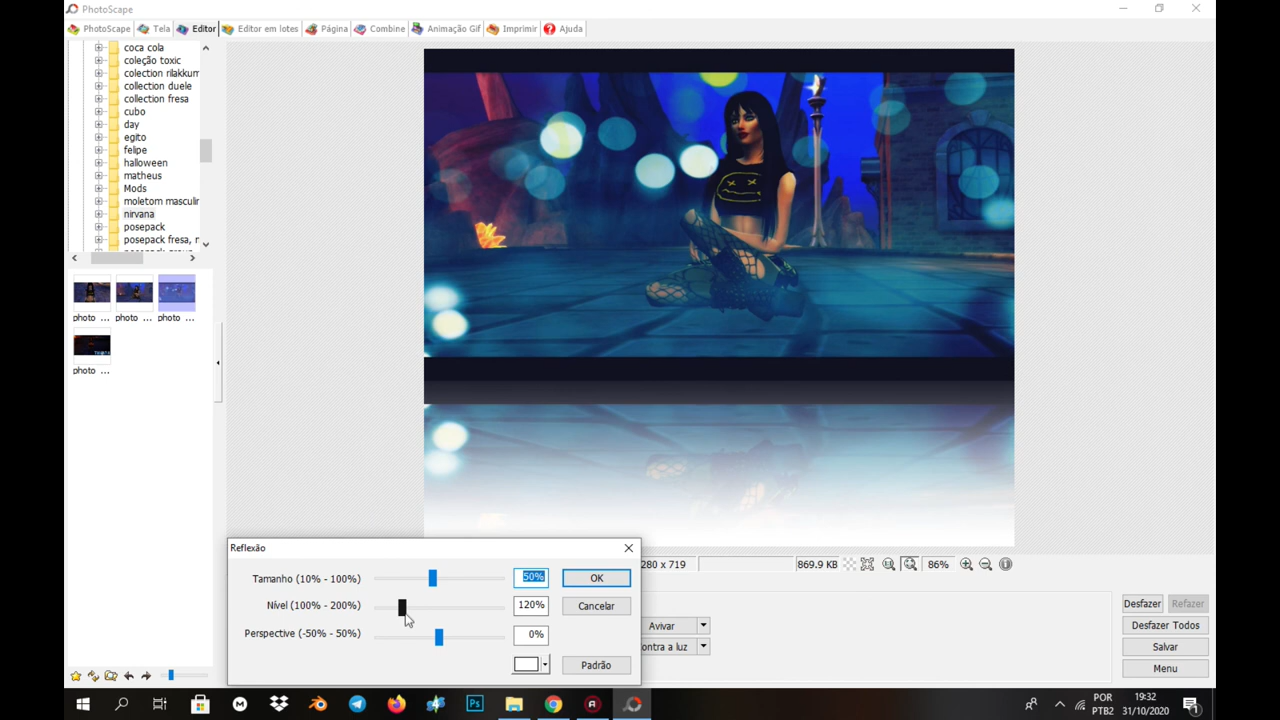 PhotoScape
PhotoScape Tela Editor Editor em lotes Página Combine Animação Gif Imprimir Ajuda
coca cola
coleção toxic
colection rilakkum
collection duele
collection fresa
cubo
day
egito
felipe
halloween
matheus
Mods
moletom masculin
nirvana
posepack
posepack fresa, r
photo ... photo ... photo ...
photo ...
Reflexão
Tamanho (10% - 100%) 50% OK
Nível (100% - 200%) 120% Cancelar
Perspective (-50% - 50%) 0%
Padrão
280 x 719 869.9 KB 86%
Avivar
ontra a luz
Desfazer Refazer
Desfazer Todos
Salvar
Menu
POR
PTB2
19:32
31/10/2020